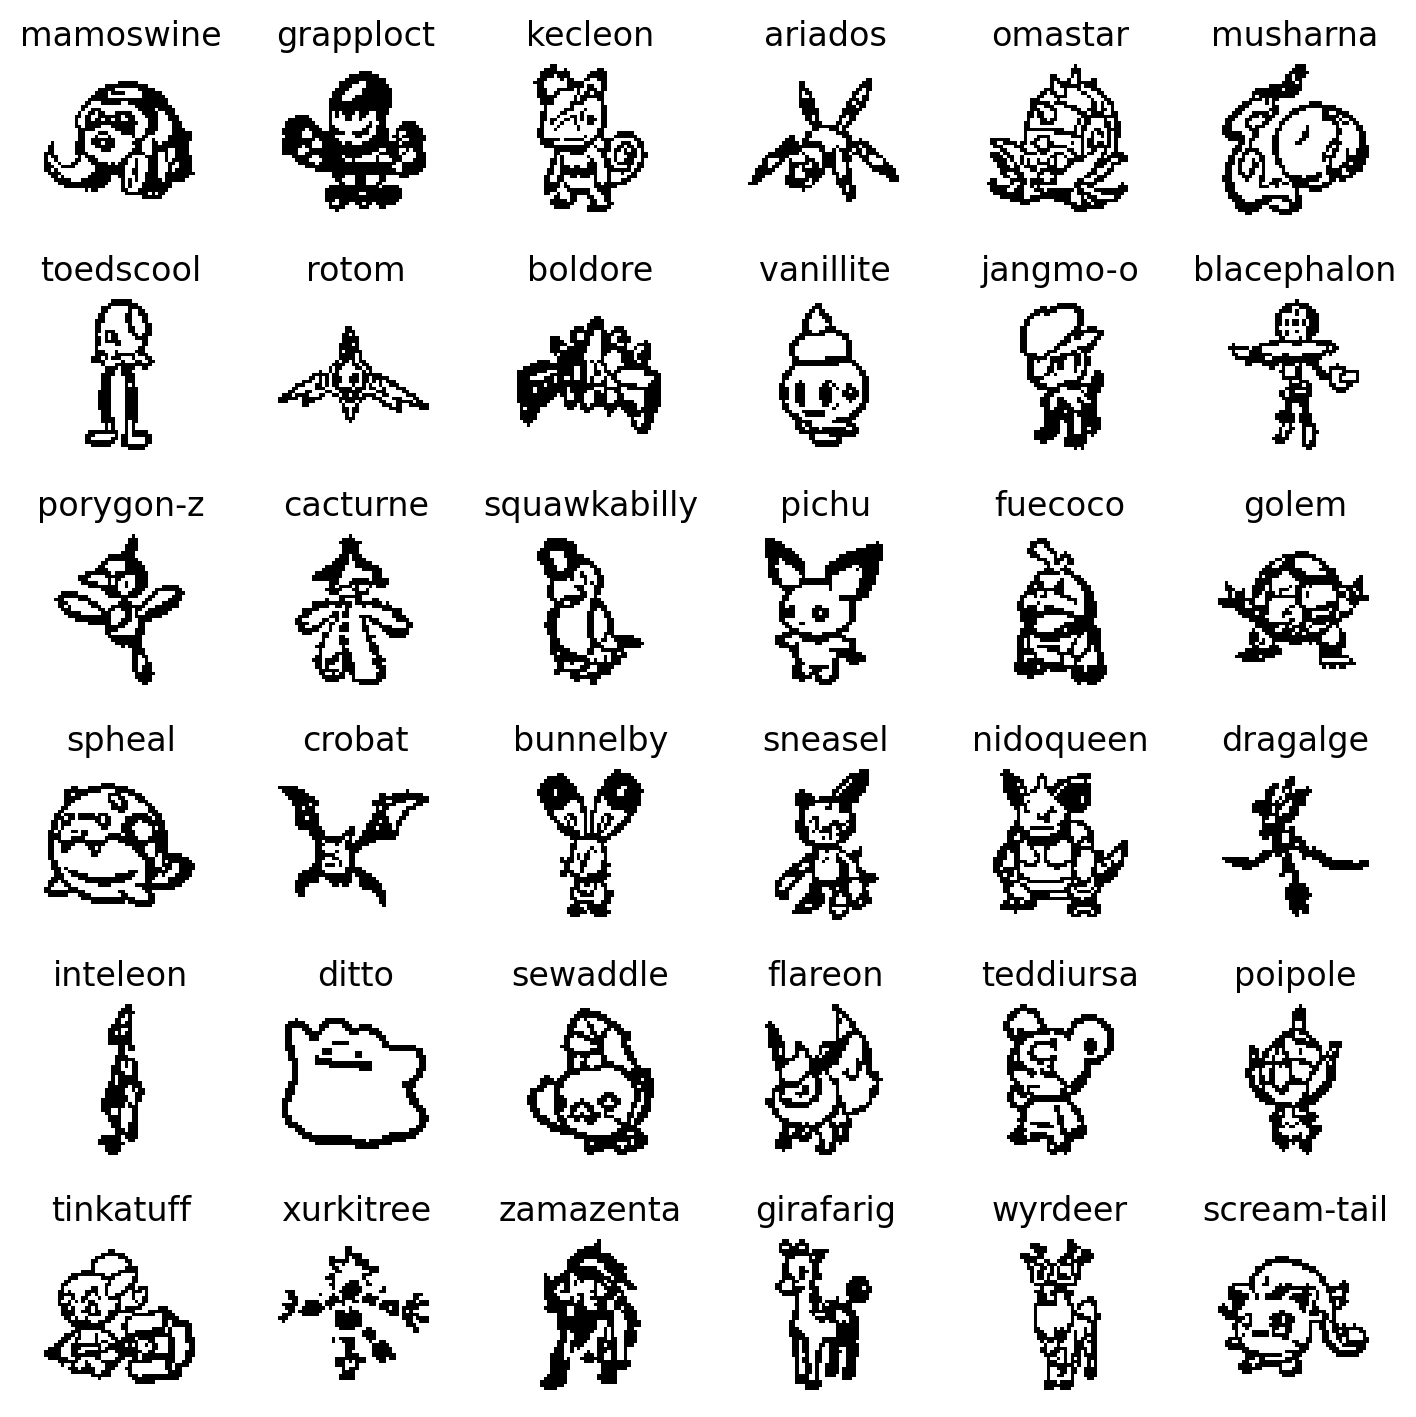 mamoswine grapploct kecleon ariados omastar musharna
toedscool rotom boldore vanillite jangmo-o blacephalon
porygon-z cacturne squawkabilly pichu fuecoco golem
spheal crobat bunnelby sneasel nidoqueen dragalge
inteleon ditto sewaddle flareon teddiursa poipole
tinkatuff xurkitree zamazenta girafarig wyrdeer scream-tail